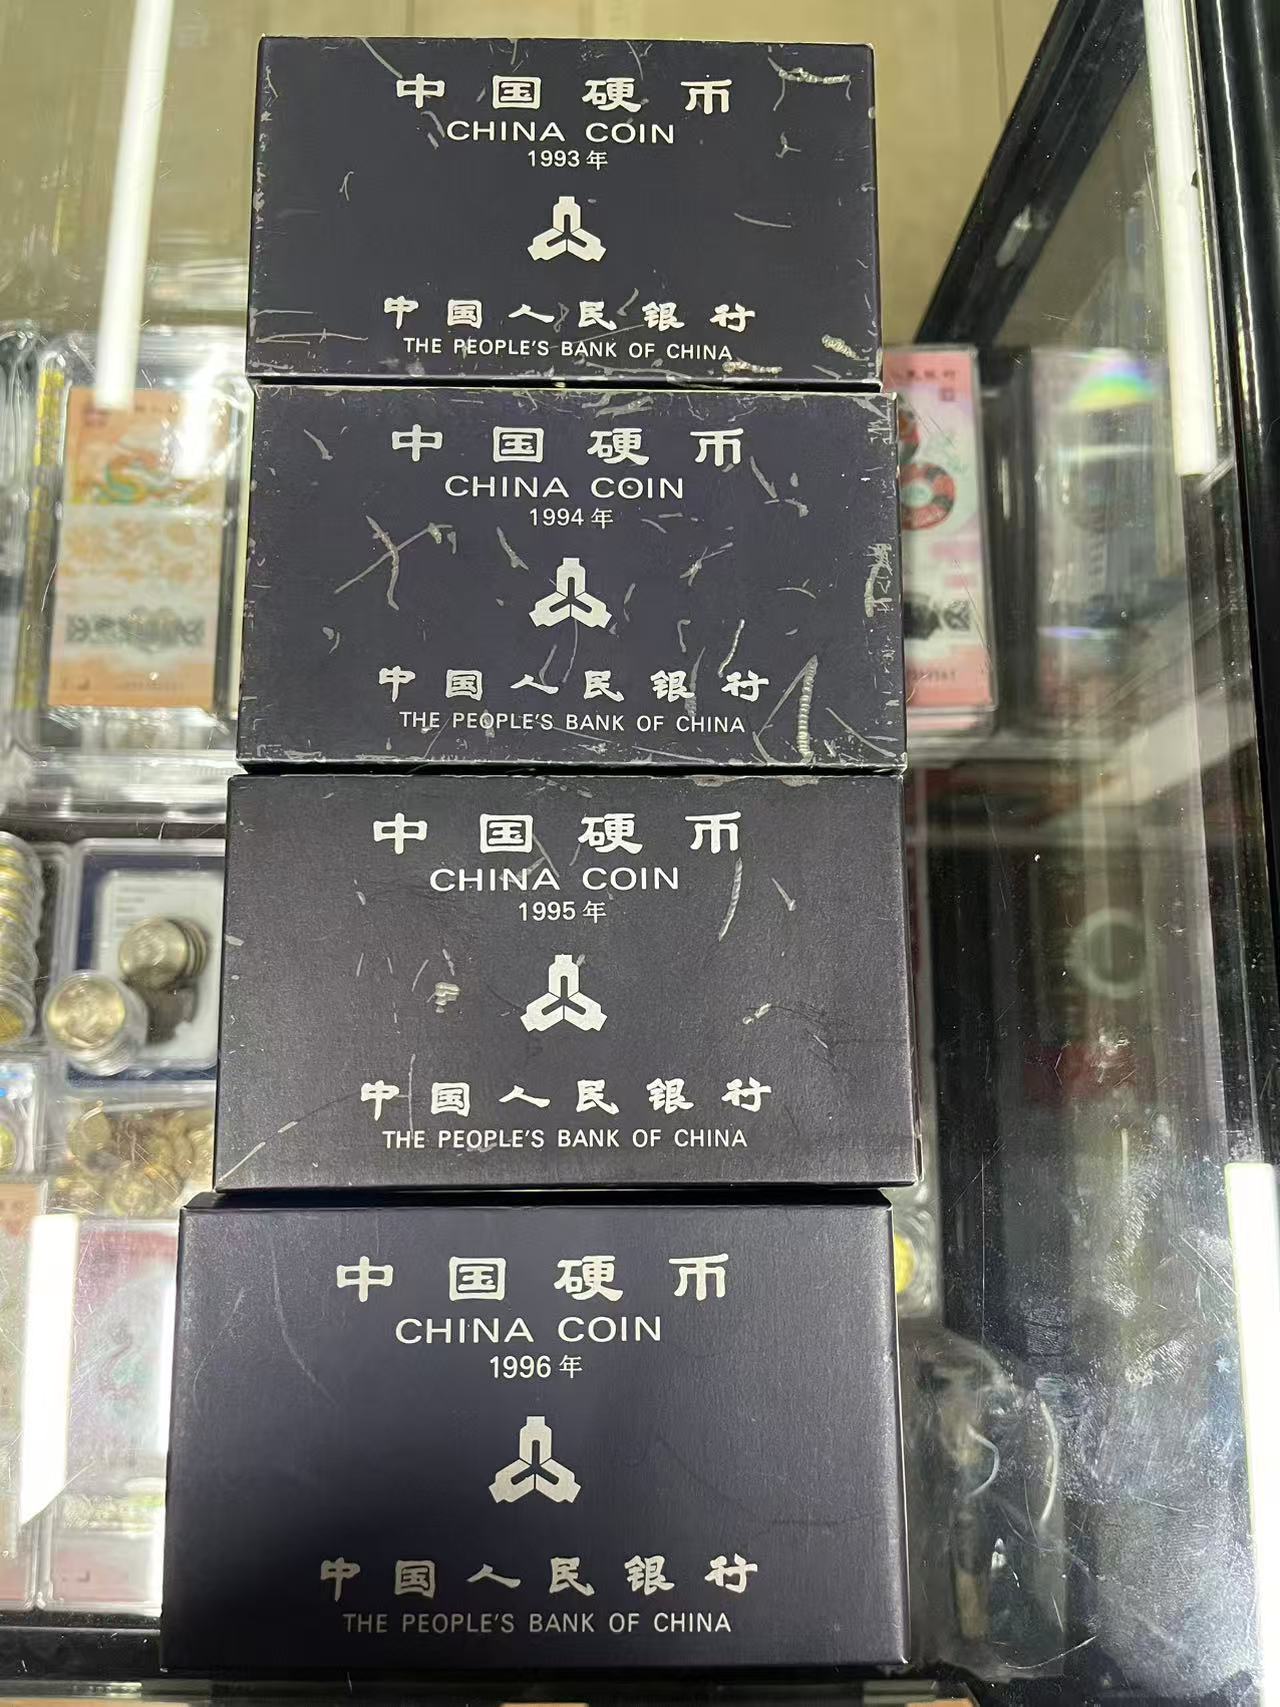 中国硬币
CHINA COIN
1993年
中国人民银行
THE PEOPLE'S BANK OF CHINA
中国硬币
CHINA COIN
1994年
中国人民银行
THE PEOPLE'S BANK OF CHINA
中国硬币
CHINA COIN
1995年
中国人民银行
THE PEOPLE'S BANK OF CHINA
中国硬币
CHINA COIN
1996年
中国人民银行
THE PEOPLE'S BANK OF CHINA